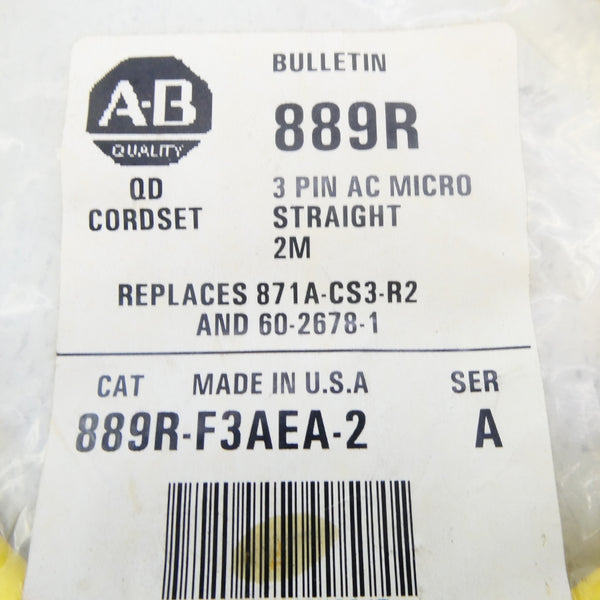 A-B
QUALITY
QD
CORDSET
BULLETIN
889R
3 PIN AC MICRO
STRAIGHT
2M
REPLACES 871A-CS3-R2
AND 60-2678-1
CAT MADE IN U.S.A SER
889R-F3AEA-2 A